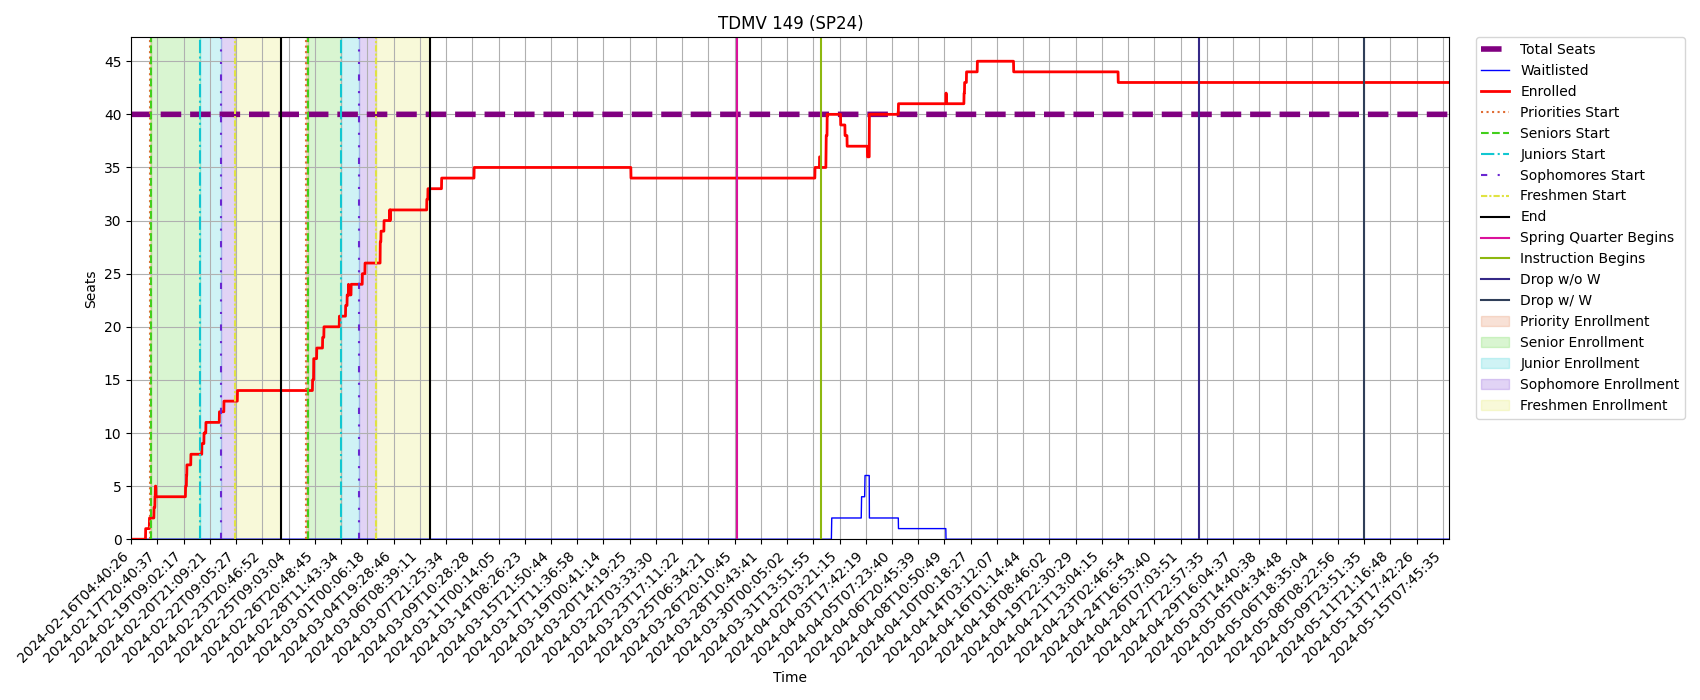 TDMV 149 (SP24)
Seats
45
40
35
30
25
20
15
10
5
0
2024-02-16T04:40:26
2024-02-17T20:40:37
2024-02-19T09:02:17
2024-02-20T21:09:21
2024-02-22T09:05:27
2024-02-23T20:46:52
2024-02-25T09:03:04
2024-02-26T20:48:45
2024-02-28T11:43:34
2024-03-01T00:06:18
2024-03-04T19:28:46
2024-03-06T08:39:11
2024-03-07T21:25:34
2024-03-09T10:28:28
2024-03-11T00:14:05
2024-03-14T08:26:23
2024-03-15T21:50:44
2024-03-17T11:36:58
2024-03-19T00:41:14
2024-03-20T14:19:25
2024-03-22T03:33:30
2024-03-23T17:11:22
2024-03-25T06:34:21
2024-03-26T20:10:45
2024-03-28T10:43:41
2024-03-30T00:05:02
2024-03-31T13:51:55
2024-04-02T03:21:15
2024-04-03T17:42:19
2024-04-05T07:23:40
2024-04-06T20:45:39
2024-04-08T10:50:49
2024-04-10T00:18:27
2024-04-14T03:12:07
2024-04-16T01:14:44
2024-04-18T08:46:02
2024-04-19T22:30:29
2024-04-21T13:04:15
2024-04-23T02:46:54
2024-04-24T16:53:40
2024-04-26T07:03:51
2024-04-27T22:57:35
2024-04-29T16:04:37
2024-05-03T14:40:38
2024-05-05T04:34:48
2024-05-06T18:35:04
2024-05-08T08:22:56
2024-05-09T23:51:35
2024-05-11T21:16:48
2024-05-13T17:42:26
2024-05-15T07:45:35
Time
Total Seats
Waitlisted
Enrolled
Priorities Start
Seniors Start
Juniors Start
Sophomores Start
Freshmen Start
End
Spring Quarter Begins
Instruction Begins
Drop w/o W
Drop w/ W
Priority Enrollment
Senior Enrollment
Junior Enrollment
Sophomore Enrollment
Freshmen Enrollment